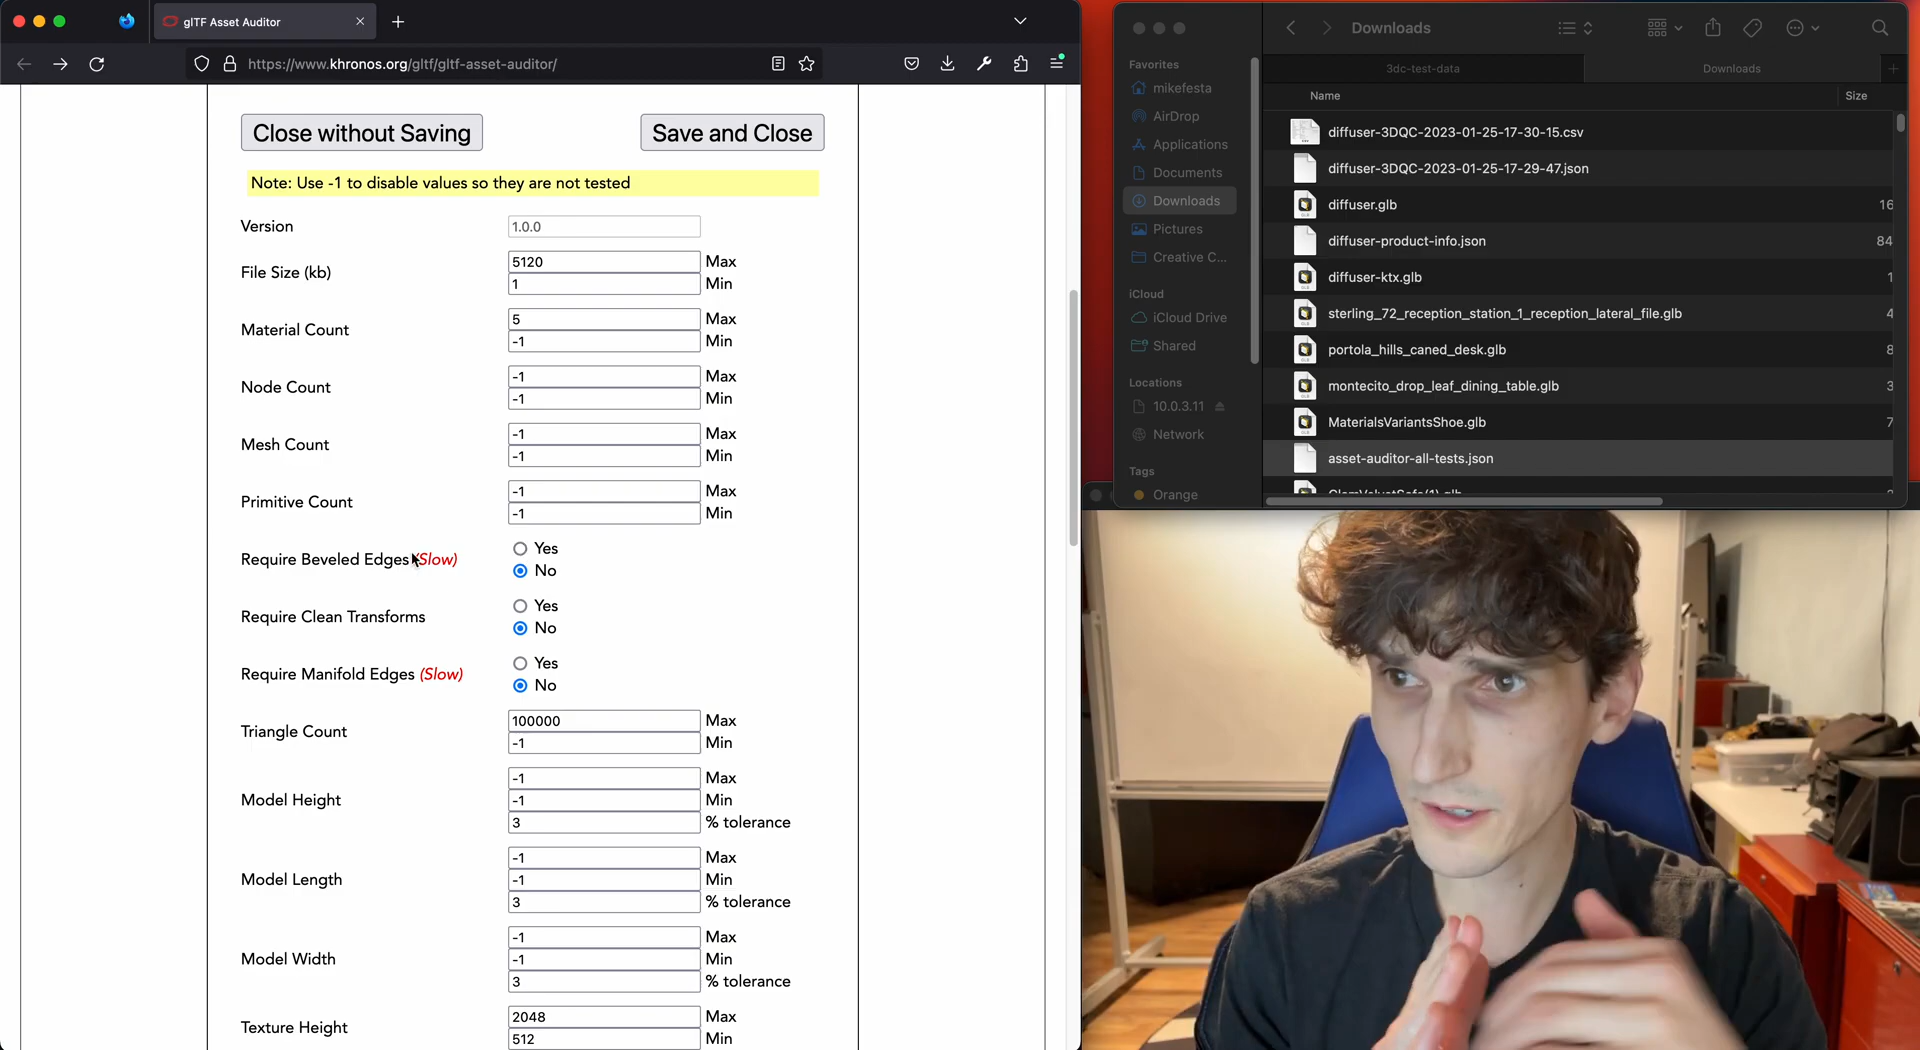 glTF Asset Auditor
https://www.khronos.org/gltf/gltf-asset-auditor/
Close without Saving
Save and Close
Note: Use -1 to disable values so they are not tested
Version
1.0.0
File Size (kb)
5120 Max
1 Min
Material Count
5 Max
-1 Min
Node Count
-1 Max
-1 Min
Mesh Count
-1 Max
-1 Min
Primitive Count
-1 Max
-1 Min
Require Beveled Edges (Slow)
Yes
No
Require Clean Transforms
Yes
No
Require Manifold Edges (Slow)
Yes
No
Triangle Count
100000 Max
-1 Min
Model Height
-1 Max
-1 Min
3 % tolerance
Model Length
-1 Max
-1 Min
3 % tolerance
Model Width
-1 Max
-1 Min
3 % tolerance
Texture Height
2048 Max
512 Min
Downloads
3dc-test-data
Downloads
Favorites
mikefesta
AirDrop
Applications
Documents
Downloads
Pictures
Creative C...
iCloud
iCloud Drive
Shared
Locations
10.0.3.11
Network
Tags
Orange
Name
Size
diffuser-3DQC-2023-01-25-17-30-15.csv
diffuser-3DQC-2023-01-25-17-29-47.json
diffuser.glb
16
diffuser-product-info.json
84
diffuser-ktx.glb
1
sterling_72_reception_station_1_reception_lateral_file.glb
4
portola_hills_caned_desk.glb
8
montecito_drop_leaf_dining_table.glb
3
MaterialsVariantsShoe.glb
7
asset-auditor-all-tests.json